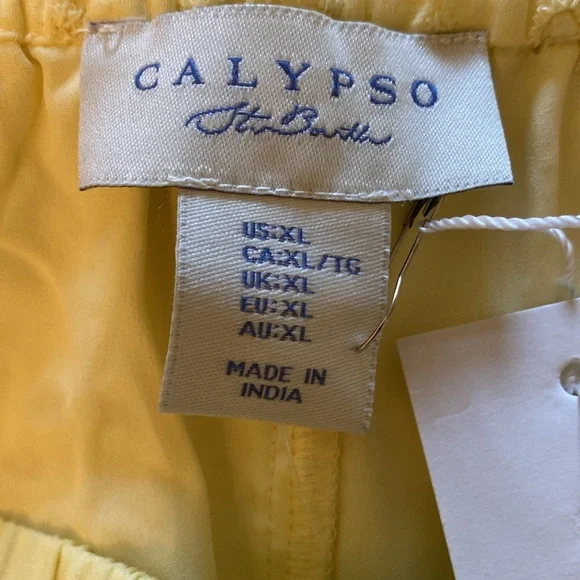 CALYPSO
St. Barth
US:XL
CA:XL/TG
UK:XL
EU:XL
AU:XL
MADE IN
INDIA